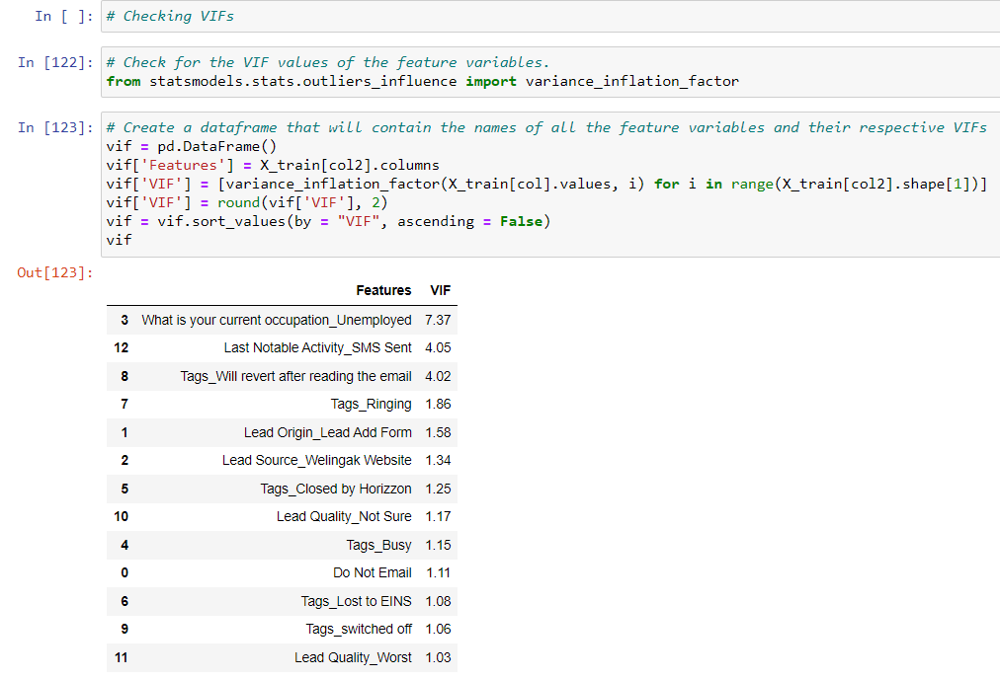 In [ ]: # Checking VIFs
In [122]: # Check for the VIF values of the feature variables.
from statsmodels.stats.outliers_influence import variance_inflation_factor
In [123]: # Create a dataframe that will contain the names of all the feature variables and their respective VIFs
vif = pd.DataFrame()
vif['Features'] = X_train[col2].columns
vif['VIF'] = [variance_inflation_factor(X_train[col].values, i) for i in range(X_train[col2].shape[1])]
vif['VIF'] = round(vif['VIF'], 2)
vif = vif.sort_values(by = "VIF", ascending = False)
vif
Out[123]:
Features VIF
3 What is your current occupation_Unemployed 7.37
12 Last Notable Activity_SMS Sent 4.05
8 Tags_Will revert after reading the email 4.02
7 Tags_Ringing 1.86
1 Lead Origin_Lead Add Form 1.58
2 Lead Source_Welingak Website 1.34
5 Tags_Closed by Horizzon 1.25
10 Lead Quality_Not Sure 1.17
4 Tags_Busy 1.15
0 Do Not Email 1.11
6 Tags_Lost to EINS 1.08
9 Tags_switched off 1.06
11 Lead Quality_Worst 1.03